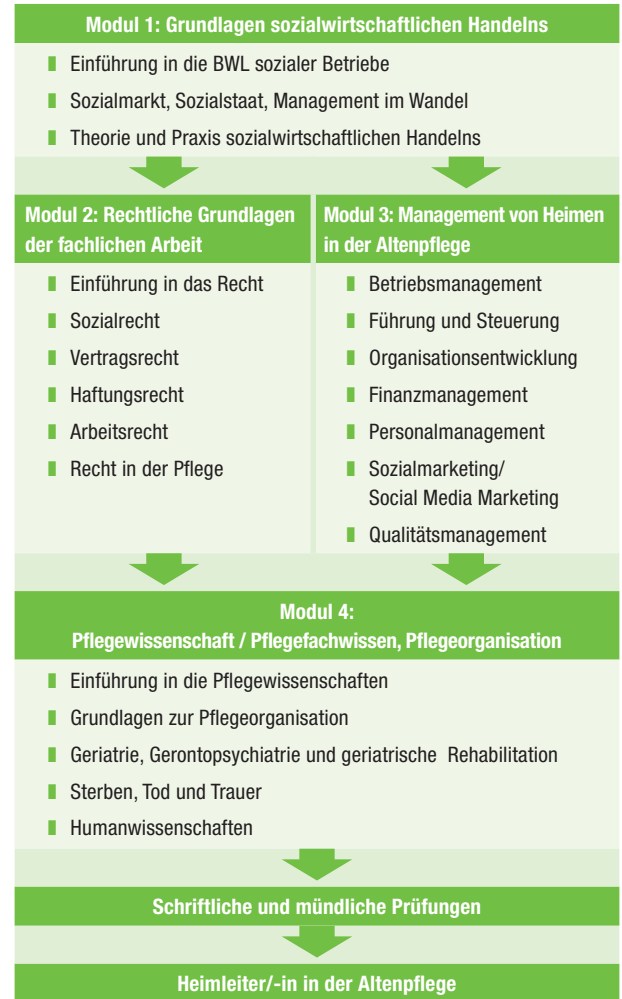 Modul 1: Grundlagen sozialwirtschaftlichen Handelns
Einführung in die BWL sozialer Betriebe
Sozialmarkt, Sozialstaat, Management im Wandel
Theorie und Praxis sozialwirtschaftlichen Handelns
Modul 2: Rechtliche Grundlagen
der fachlichen Arbeit
Einführung in das Recht
Sozialrecht
Vertragsrecht
Haftungsrecht
Arbeitsrecht
Recht in der Pflege
Modul 3: Management von Heimen
in der Altenpflege
Betriebsmanagement
Führung und Steuerung
Organisationsentwicklung
Finanzmanagement
Personalmanagement
Sozialmarketing/
Social Media Marketing
Qualitätsmanagement
Modul 4:
Pflegewissenschaft / Pflegefachwissen, Pflegeorganisation
Einführung in die Pflegewissenschaften
Grundlagen zur Pflegeorganisation
Geriatrie, Gerontopsychiatrie und geriatrische Rehabilitation
Sterben, Tod und Trauer
Humanwissenschaften
Schriftliche und mündliche Prüfungen
Heimleiter/-in in der Altenpflege